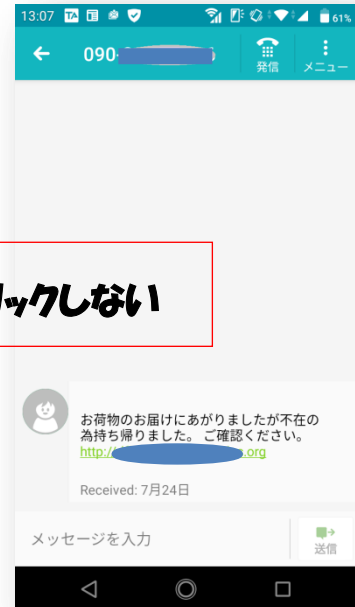 13:07
61%
090-
発信
メニュー
リックしない
お荷物のお届けにあがりましたが不在の
為持ち帰りました。ご確認ください。
http:/
.org
Received: 7月24日
メッセージを入力
送信